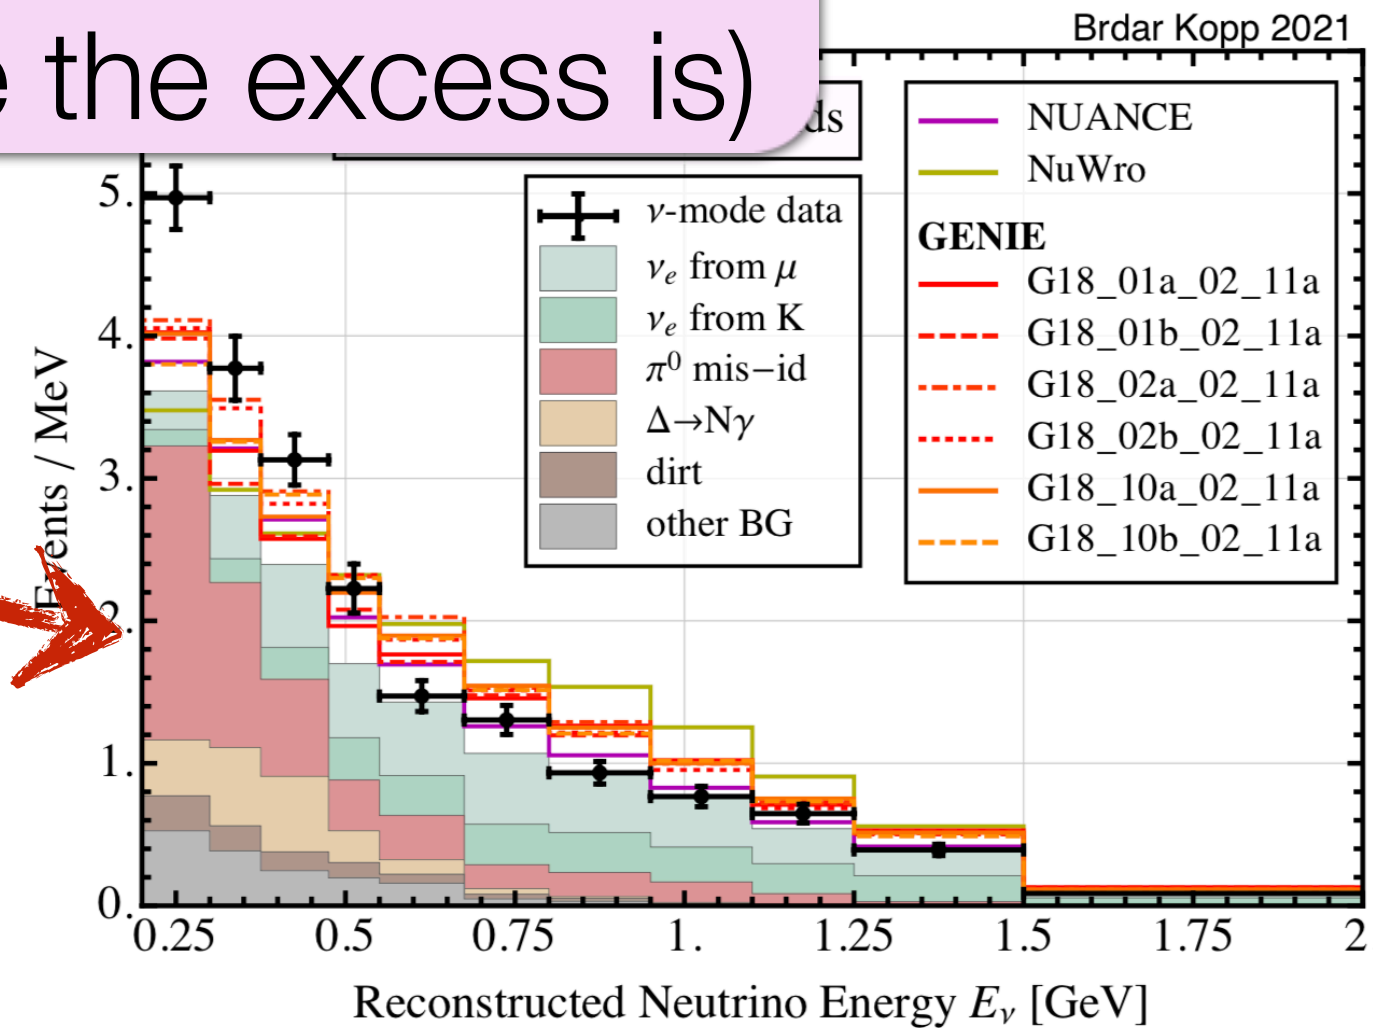 Brdar Kopp 2021
the excess is)
ds
ν-mode data
νe from μ
νe from K
π0 mis-id
Δ→Nγ
dirt
other BG
NUANCE
NuWro
GENIE
G18_01a_02_11a
G18_01b_02_11a
G18_02a_02_11a
G18_02b_02_11a
G18_10a_02_11a
G18_10b_02_11a
Events / MeV
5.
4.
3.
2.
1.
0.
0.25 0.5 0.75 1. 1.25 1.5 1.75 2
Reconstructed Neutrino Energy Eν [GeV]